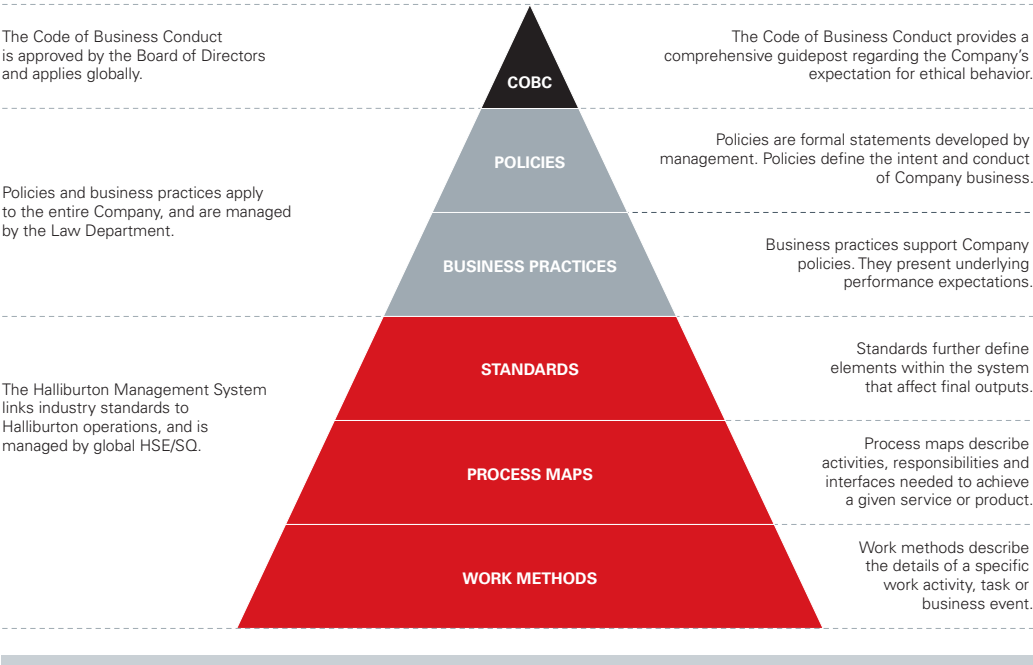 The Code of Business Conduct
is approved by the Board of Directors
and applies globally.
COBC
The Code of Business Conduct provides a
comprehensive guidepost regarding the Company's
expectation for ethical behavior.
Policies and business practices apply
to the entire Company, and are managed
by the Law Department.
POLICIES
Policies are formal statements developed by
management. Policies define the intent and conduct
of Company business.
BUSINESS PRACTICES
Business practices support Company
policies. They present underlying
performance expectations.
The Halliburton Management System
links industry standards to
Halliburton operations, and is
managed by global HSE/SQ.
STANDARDS
Standards further define
elements within the system
that affect final outputs.
PROCESS MAPS
Process maps describe
activities, responsibilities and
interfaces needed to achieve
a given service or product.
WORK METHODS
Work methods describe
the details of a specific
work activity, task or
business event.